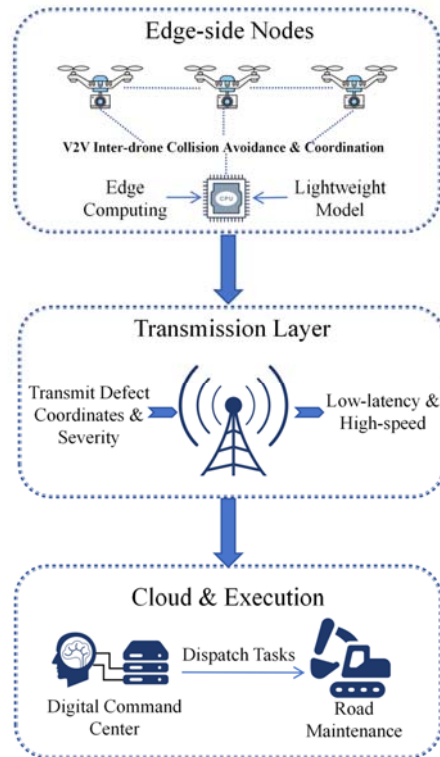 Edge-side Nodes
V2V Inter-drone Collision Avoidance & Coordination
Edge
Computing
CPU
Lightweight
Model
Transmission Layer
Transmit Defect
Coordinates &
Severity
Low-latency &
High-speed
Cloud & Execution
Dispatch Tasks
Digital Command
Center
Road
Maintenance